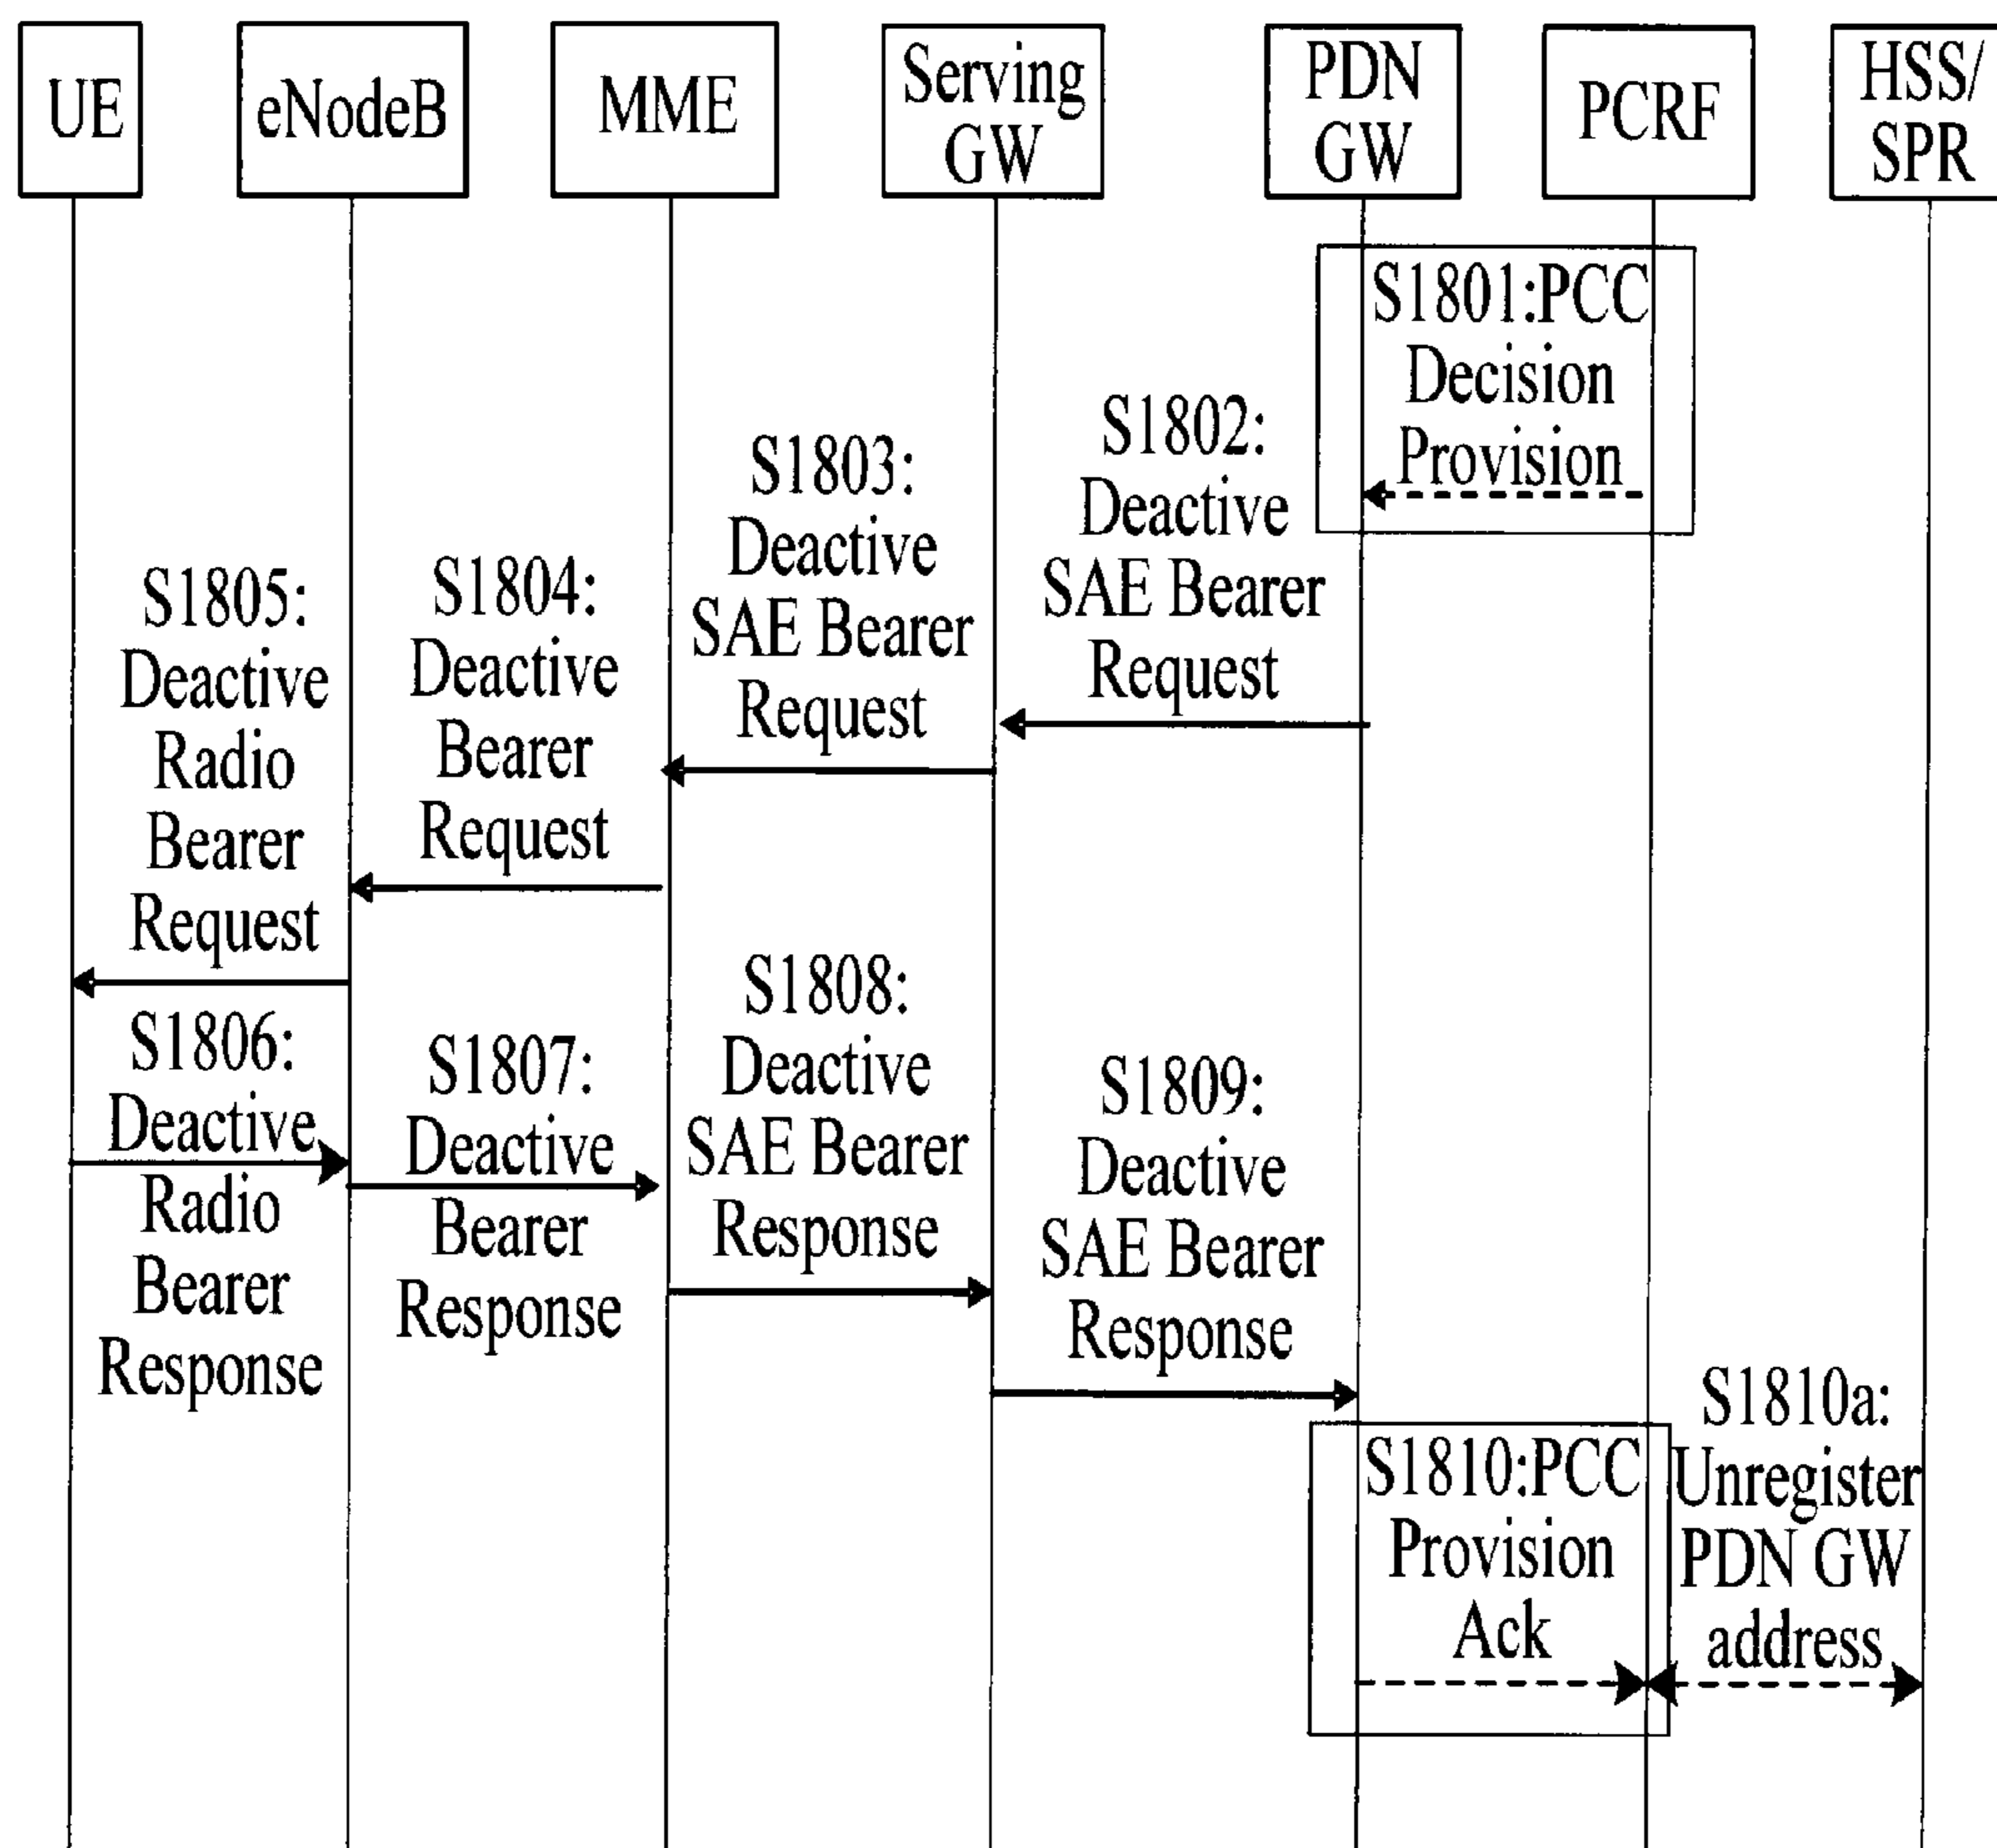 UE
eNodeB
MME
Serving
GW
PDN
GW
PCRF
HSS/
SPR
S1801:PCC
Decision
Provision
S1802:
Deactive
SAE Bearer
Request
S1803:
Deactive
SAE Bearer
Request
S1804:
Deactive
Bearer
Request
S1805:
Deactive
Radio
Bearer
Request
S1806:
Deactive
Radio
Bearer
Response
S1807:
Deactive
Bearer
Response
S1808:
Deactive
SAE Bearer
Response
S1809:
Deactive
SAE Bearer
Response
S1810:PCC
Provision
Ack
S1810a:
Unregister
PDN GW
address